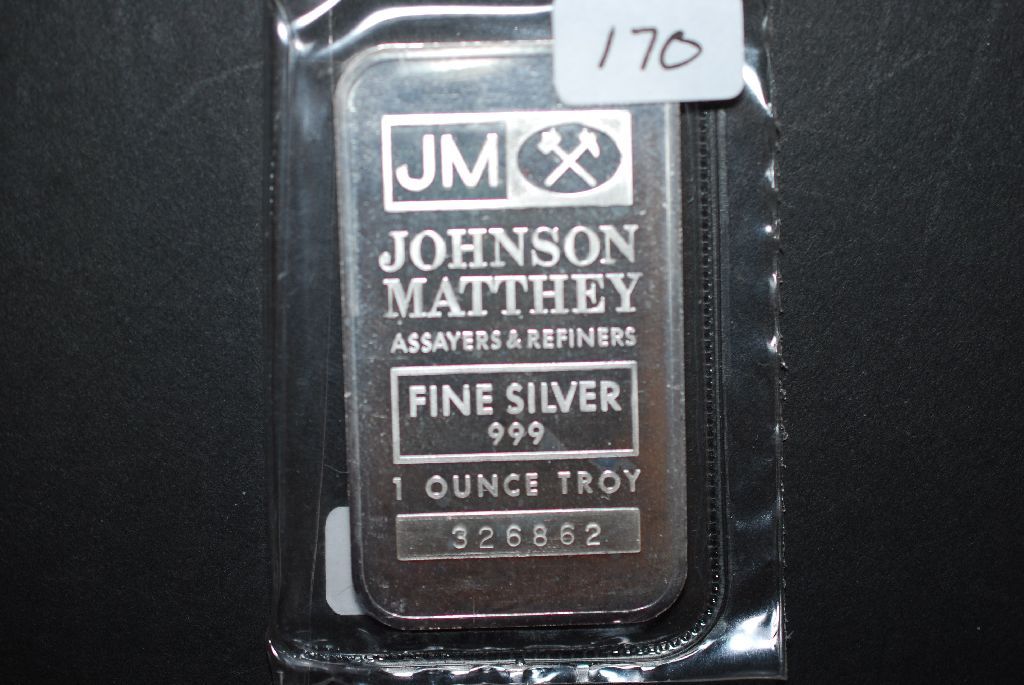 170
JM
JOHNSON
MATTHEY
ASSAYERS & REFINERS
FINE SILVER
999
1 OUNCE TROY
326862